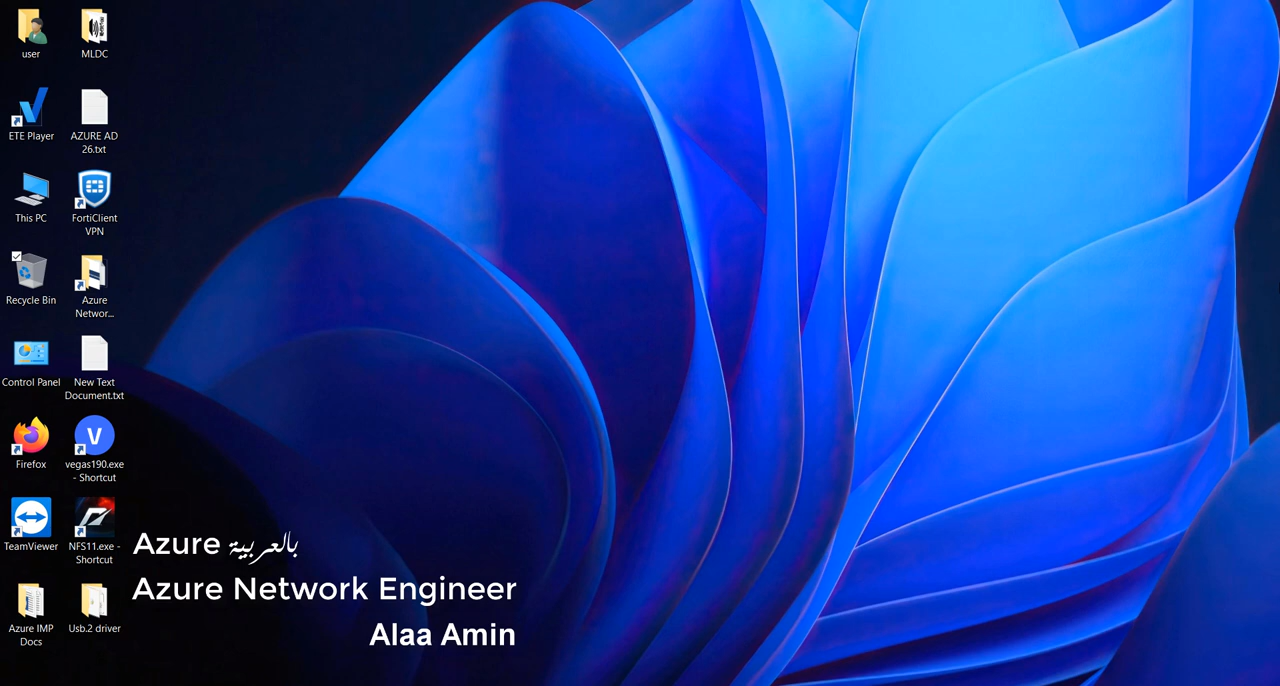 user
MLDC
ETE Player
AZURE AD
26.txt
This PC
FortiClient
VPN
Recycle Bin
Azure
Networ...
Control Panel
New Text
Document.txt
Firefox
V
vegas190.exe
- Shortcut
TeamViewer
NFS11.exe -
Shortcut
Azure IMP
Docs
Usb.2 driver
Azure بالعربية
Azure Network Engineer
Alaa Amin